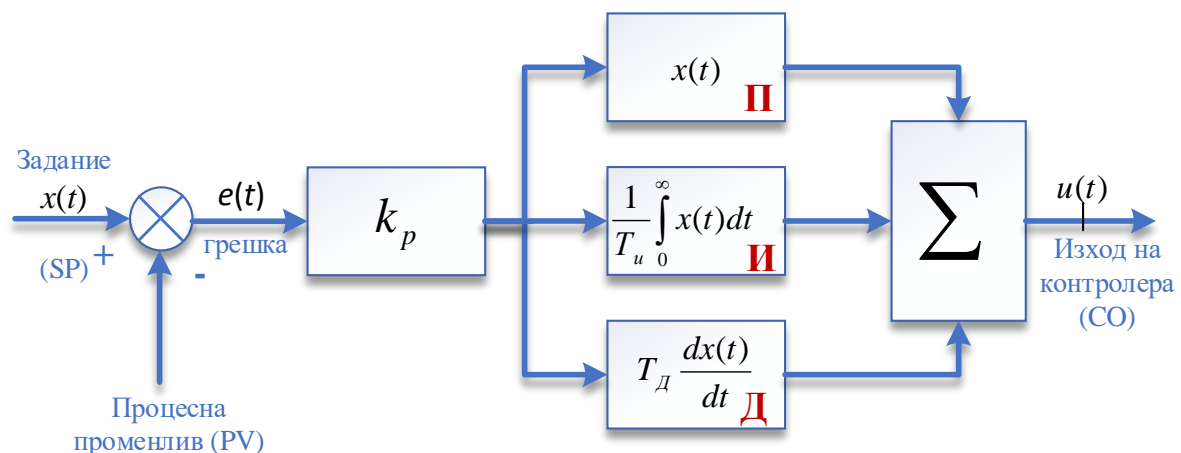 Задание
x(t)
(SP) +
-
e(t)
грешка
Процесна
променлив (PV)
k_p
x(t)
П
1/T_и ∫_0^∞ x(t)dt
И
T_Д dx(t)/dt
Д
∑
u(t)
Изход на
контролера
(CO)